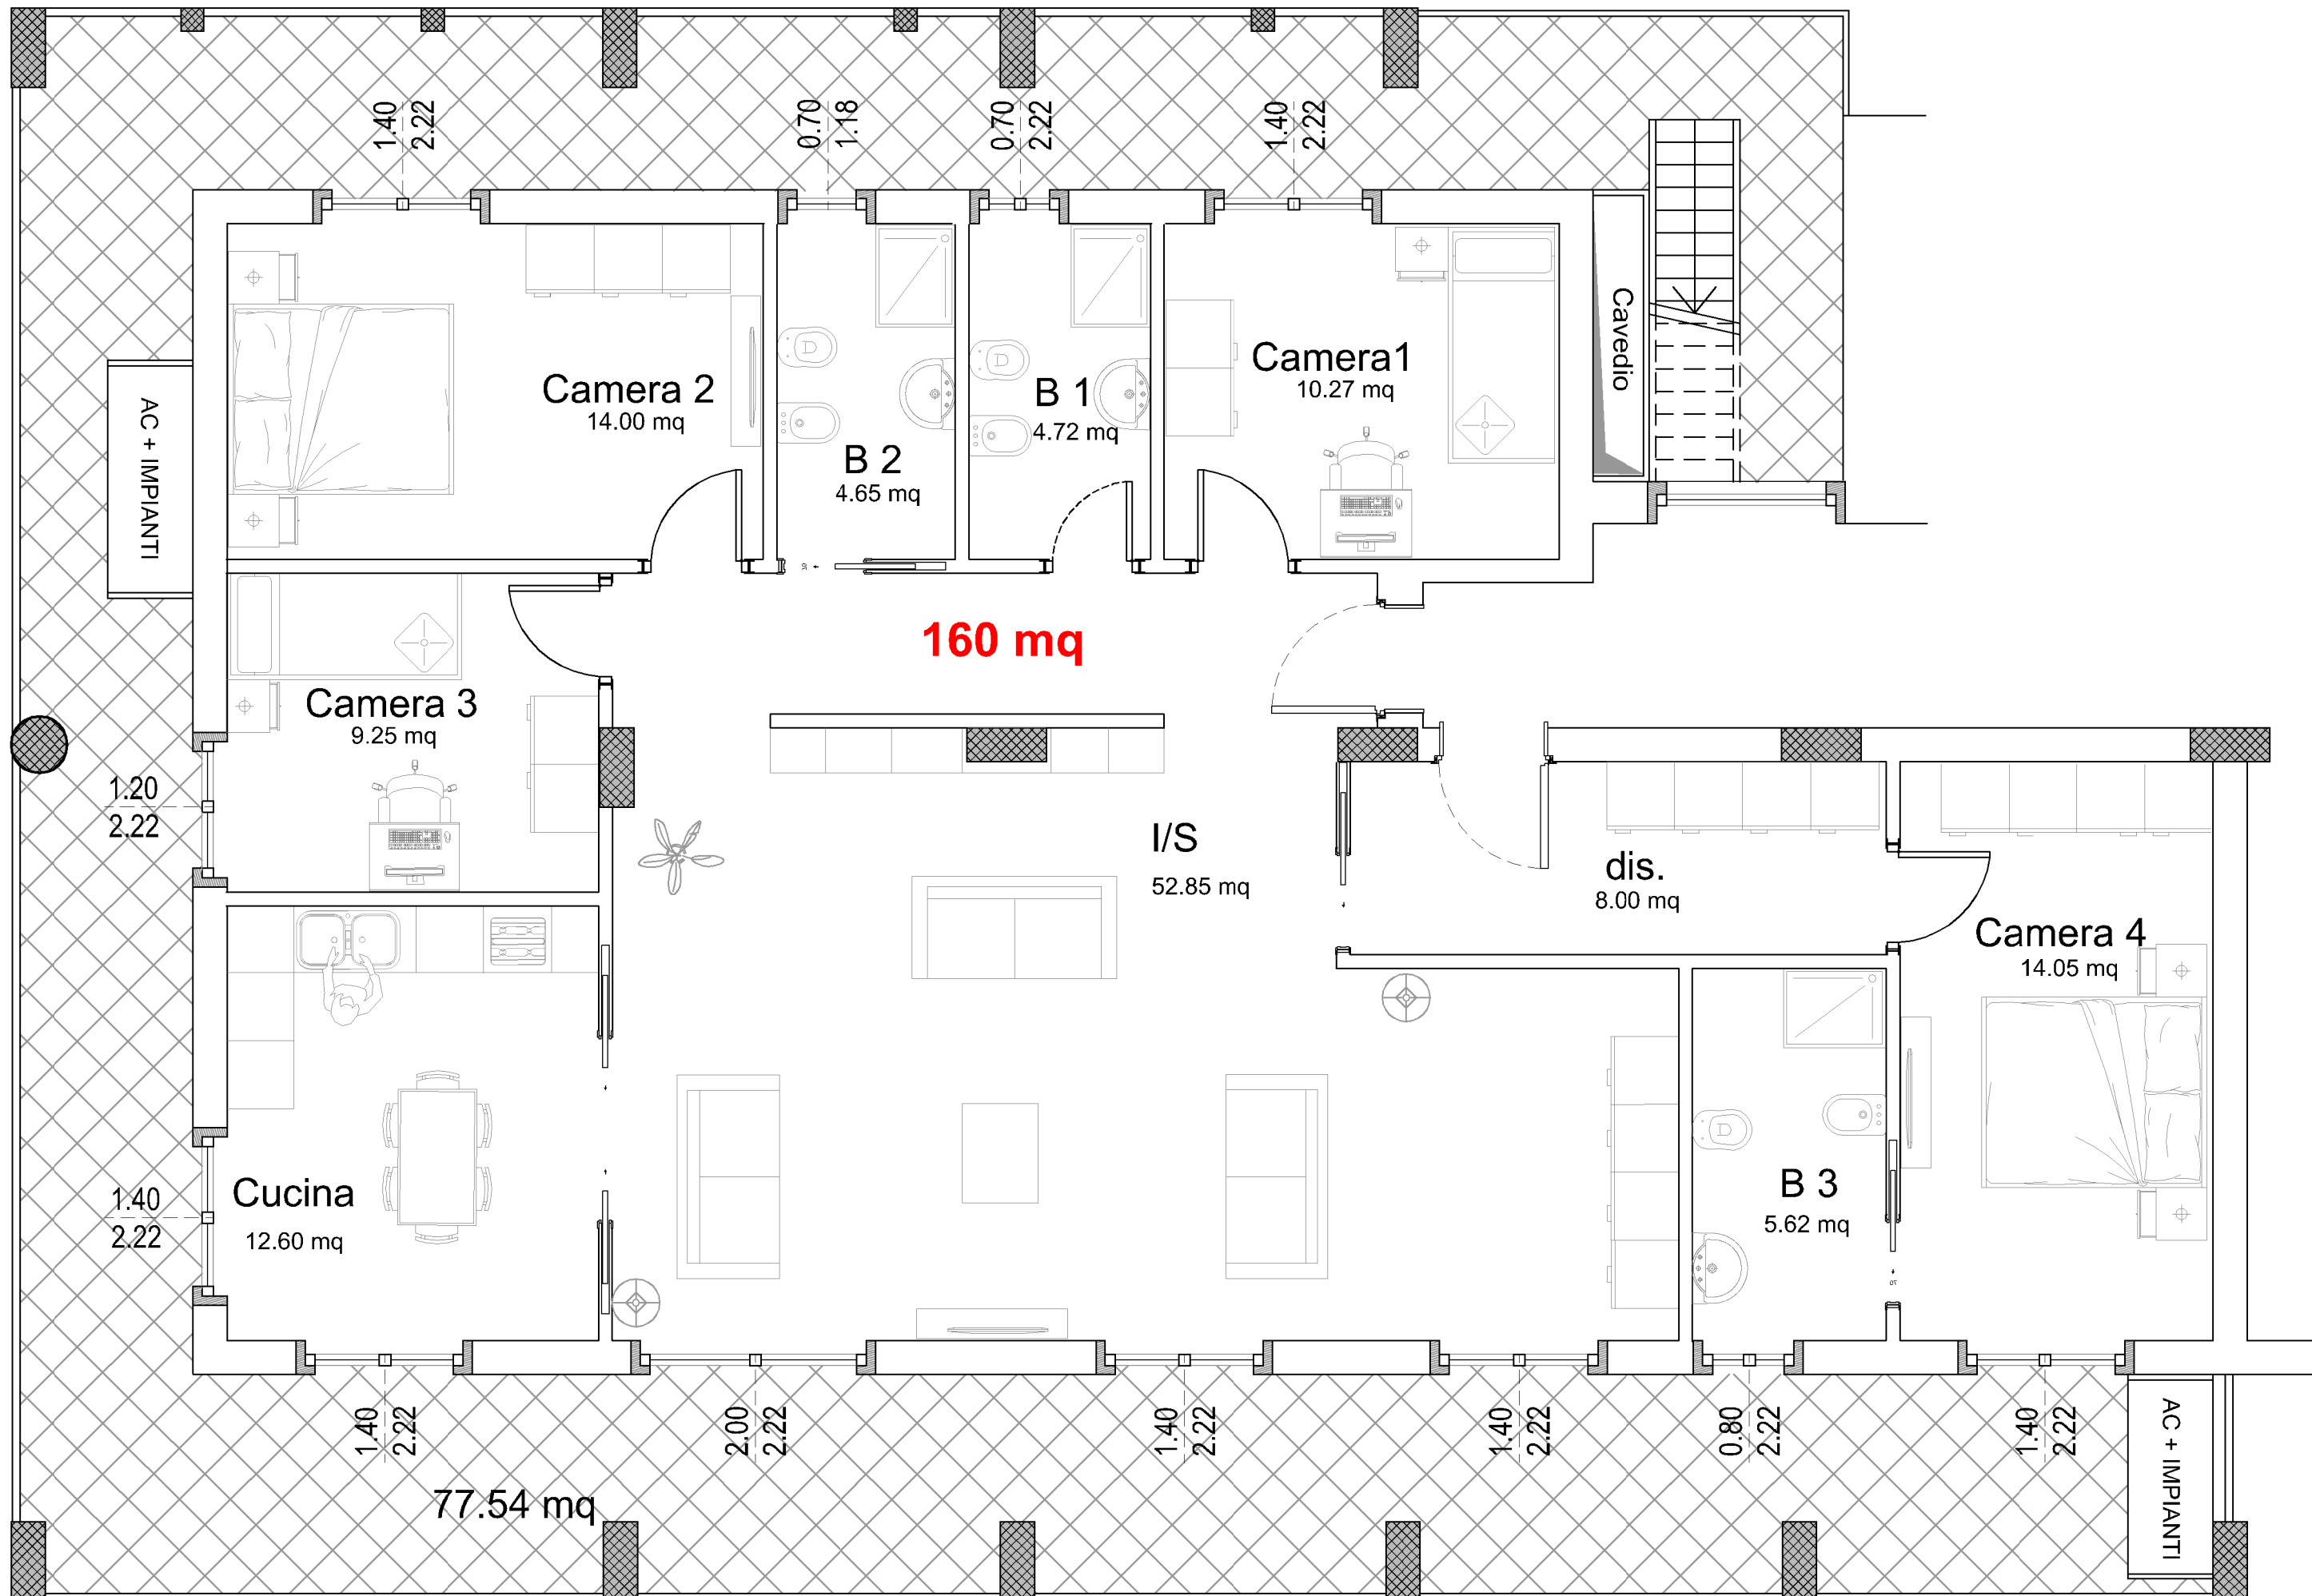 1.40
2.22
0.70
1.18
0.70
2.22
1.40
2.22
Cavedio
Camera 2
14.00 mq
B 2
4.65 mq
B 1
4.72 mq
Camera1
10.27 mq
AC + IMPIANTI
160 mq
Camera 3
9.25 mq
1.20
2.22
I/S
52.85 mq
dis.
8.00 mq
Camera 4
14.05 mq
Cucina
12.60 mq
1.40
2.22
B 3
5.62 mq
70
1.40
2.22
2.00
2.22
1.40
2.22
1.40
2.22
0.80
2.22
1.40
2.22
AC + IMPIANTI
77.54 mq